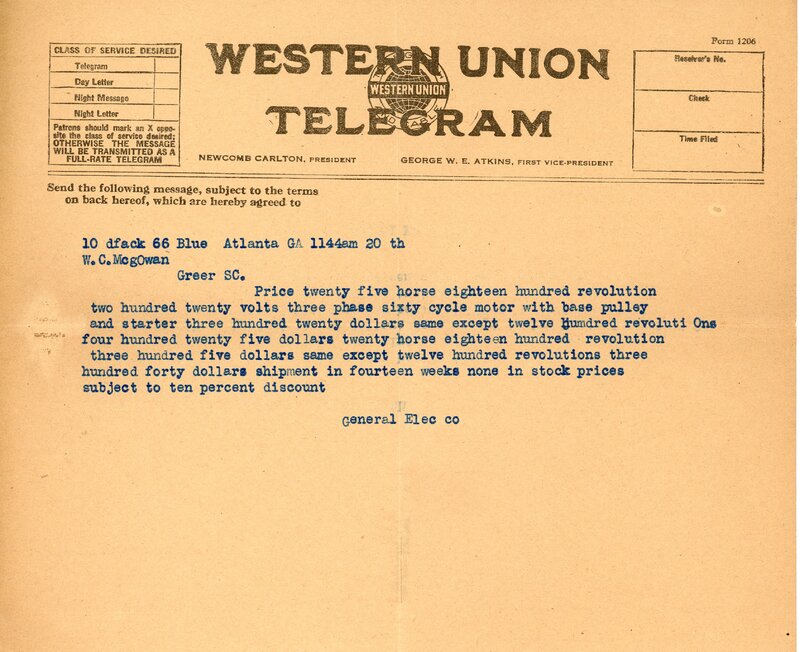 Form 1206
CLASS OF SERVICE DESIRED
Telegram
Day Letter
Night Message
Night Letter
Patrons should mark an X oppo-
site the class of service desired;
OTHERWISE THE MESSAGE
WILL BE TRANSMITTED AS A
FULL-RATE TELEGRAM
WESTERN UNION
WESTERN UNION
TELEGRAM
NEWCOMB CARLTON, PRESIDENT
GEORGE W. E. ATKINS, FIRST VICE-PRESIDENT
Receiver's No.
Check
Time Filed
Send the following message, subject to the terms
on back hereof, which are hereby agreed to
10 dfack 66 Blue Atlanta GA 1144am 20 th
W.C.McgOwan
Greer SC.
Price twenty five horse eighteen hundred revolution
two hundred twenty volts three phase sixty cycle motor with base pulley
and starter three hundred twenty dollars same except twelve Humdred revoluti Ons
four hundred twenty five dollars twenty horse eighteen hundred revolution
three hundred five dollars same except twelve hundred revolutions three
hundred forty dollars shipment in fourteen weeks none in stock prices
subject to ten percent discount
General Elec co